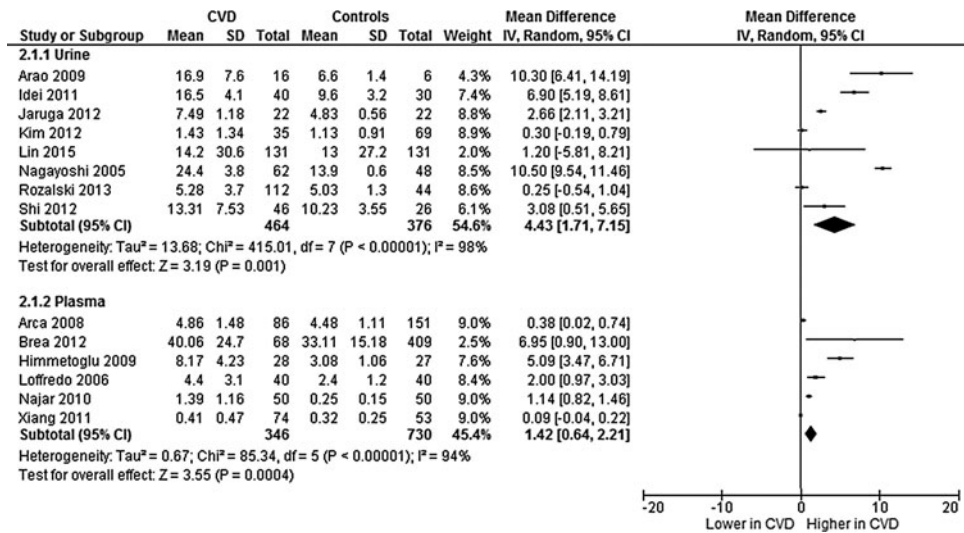 CVD Controls Mean Difference Mean Difference
Study or Subgroup Mean SD Total Mean SD Total Weight IV, Random, 95% CI IV, Random, 95% CI
2.1.1 Urine
Arao 2009 16.9 7.6 16 6.6 1.4 6 4.3% 10.30 [6.41, 14.19]
Idei 2011 16.5 4.1 40 9.6 3.2 30 7.4% 6.90 [5.19, 8.61]
Jaruga 2012 7.49 1.18 22 4.83 0.56 22 8.8% 2.66 [2.11, 3.21]
Kim 2012 1.43 1.34 35 1.13 0.91 69 8.9% 0.30 [-0.19, 0.79]
Lin 2015 14.2 30.6 131 13 27.2 131 2.0% 1.20 [-5.81, 8.21]
Nagayoshi 2005 24.4 3.8 62 13.9 0.6 48 8.5% 10.50 [9.54, 11.46]
Rozalski 2013 5.28 3.7 112 5.03 1.3 44 8.6% 0.25 [-0.54, 1.04]
Shi 2012 13.31 7.53 46 10.23 3.55 26 6.1% 3.08 [0.51, 5.65]
Subtotal (95% CI) 464 376 54.6% 4.43 [1.71, 7.15]
Heterogeneity: Tau² = 13.68; Chi² = 415.01, df = 7 (P < 0.00001); I² = 98%
Test for overall effect: Z = 3.19 (P = 0.001)
2.1.2 Plasma
Arca 2008 4.86 1.48 86 4.48 1.11 151 9.0% 0.38 [0.02, 0.74]
Brea 2012 40.06 24.7 68 33.11 15.18 409 2.5% 6.95 [0.90, 13.00]
Himmetoglu 2009 8.17 4.23 28 3.08 1.06 27 7.6% 5.09 [3.47, 6.71]
Loffredo 2006 4.4 3.1 40 2.4 1.2 40 8.4% 2.00 [0.97, 3.03]
Najar 2010 1.39 1.16 50 0.25 0.15 50 9.0% 1.14 [0.82, 1.46]
Xiang 2011 0.41 0.47 74 0.32 0.25 53 9.0% 0.09 [-0.04, 0.22]
Subtotal (95% CI) 346 730 45.4% 1.42 [0.64, 2.21]
Heterogeneity: Tau² = 0.67; Chi² = 85.34, df = 5 (P < 0.00001); I² = 94%
Test for overall effect: Z = 3.55 (P = 0.0004)
-20 -10 0 10 20
Lower in CVD Higher in CVD